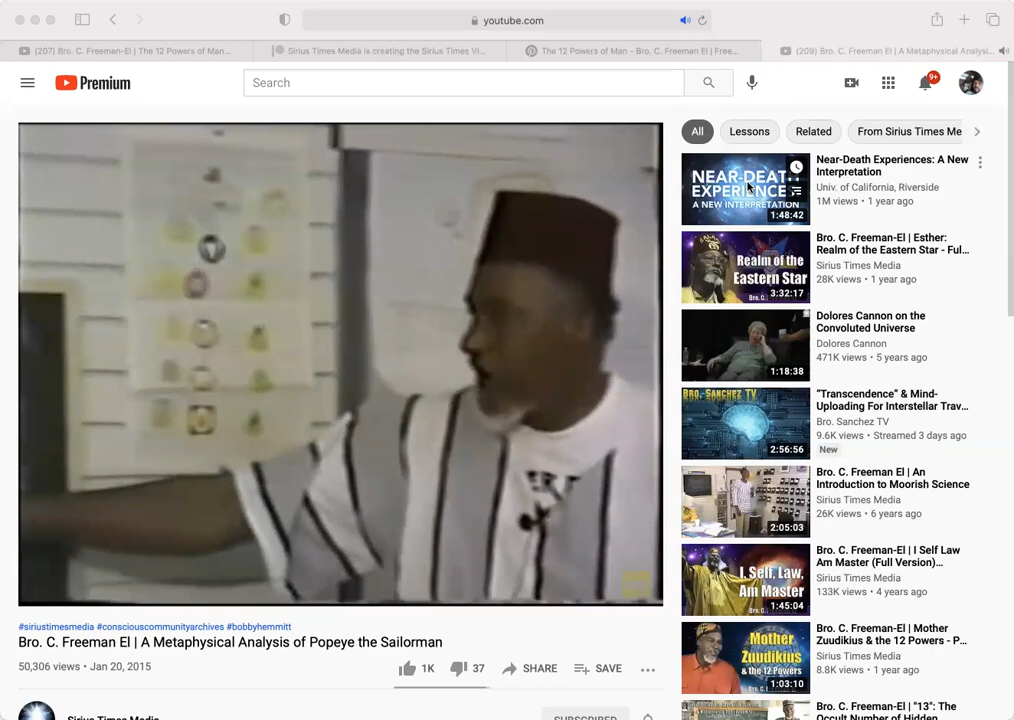 youtube.com
(207) Bro. C. Freeman-El | The 12 Powers of Man...
Sirius Times Media is creating the Sirius Times Vi...
The 12 Powers of Man - Bro. C. Freeman El | Free...
(209) Bro. C. Freeman El | A Metaphysical Analysi...
Premium
Search
9+
All
Lessons
Related
From Sirius Times Me
NEAR-DEATH
EXPERIENCE
A NEW INTERPRETATION
1:48:42
Near-Death Experiences: A New
Interpretation
Univ. of California, Riverside
1M views • 1 year ago
Realm of the
Eastern Star
Bro. C.
3:32:17
Bro. C. Freeman-El | Esther:
Realm of the Eastern Star - Ful...
Sirius Times Media
28K views • 1 year ago
1:18:38
Dolores Cannon on the
Convoluted Universe
Dolores Cannon
471K views • 5 years ago
BRO. SANCHEZ TV
2:56:56
“Transcendence” & Mind-
Uploading For Interstellar Trav...
Bro. Sanchez TV
9.6K views • Streamed 3 days ago
New
2:05:03
Bro. C. Freeman El | An
Introduction to Moorish Science
Sirius Times Media
26K views • 6 years ago
I, Self, Law,
Am Master
1:45:04
Bro. C. Freeman-El | I Self Law
Am Master (Full Version)...
Sirius Times Media
133K views • 4 years ago
Mother
Zuudikius
& the 12 Powers
1:03:10
Bro. C. Freeman-El | Mother
Zuudikius & the 12 Powers - P...
Sirius Times Media
8.8K views • 1 year ago
Bro. C. Freeman-El | "13": The
Occult Number of Hidden
#siriustimesmedia #consciouscommunityarchives #bobbyhemmitt
Bro. C. Freeman El | A Metaphysical Analysis of Popeye the Sailorman
50,306 views • Jan 20, 2015
1K
37
SHARE
SAVE
Sirius Times Media
SUBSCRIBED